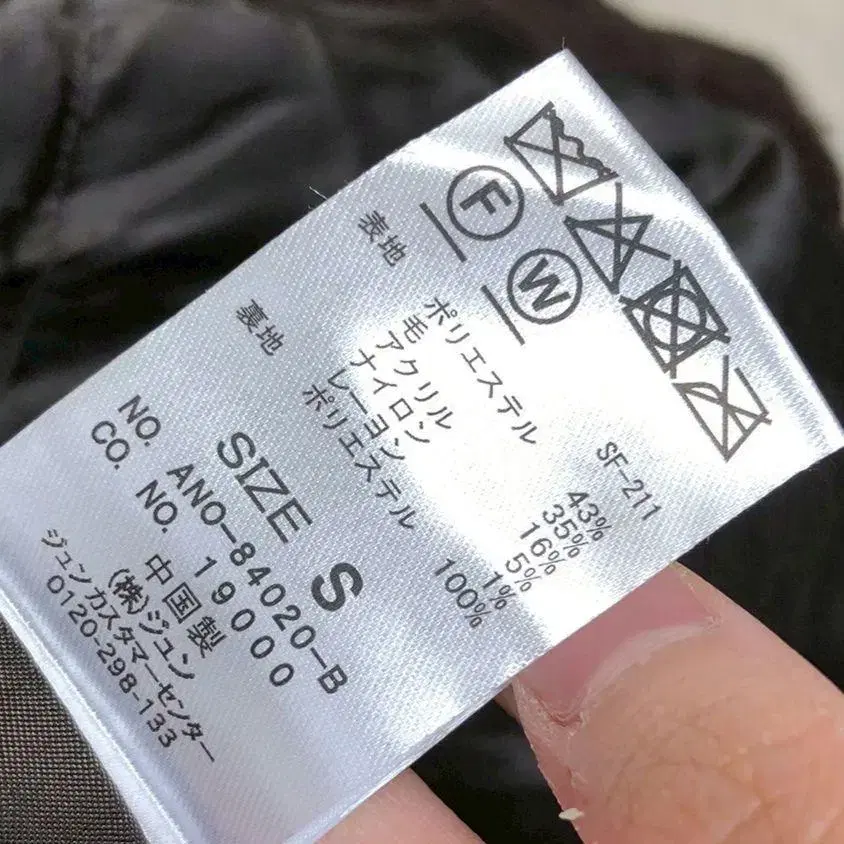 F
W
SF-211
表地 ポリエステル 43%
毛 35%
アクリル 16%
ナイロン 5%
レーヨン 1%
裏地 ポリエステル 100%
SIZE S
NO. ANO-84020-B
CO. NO. 19000
中国製
(株)ジュン
ジュンカスタマーセンター
0120-298-133